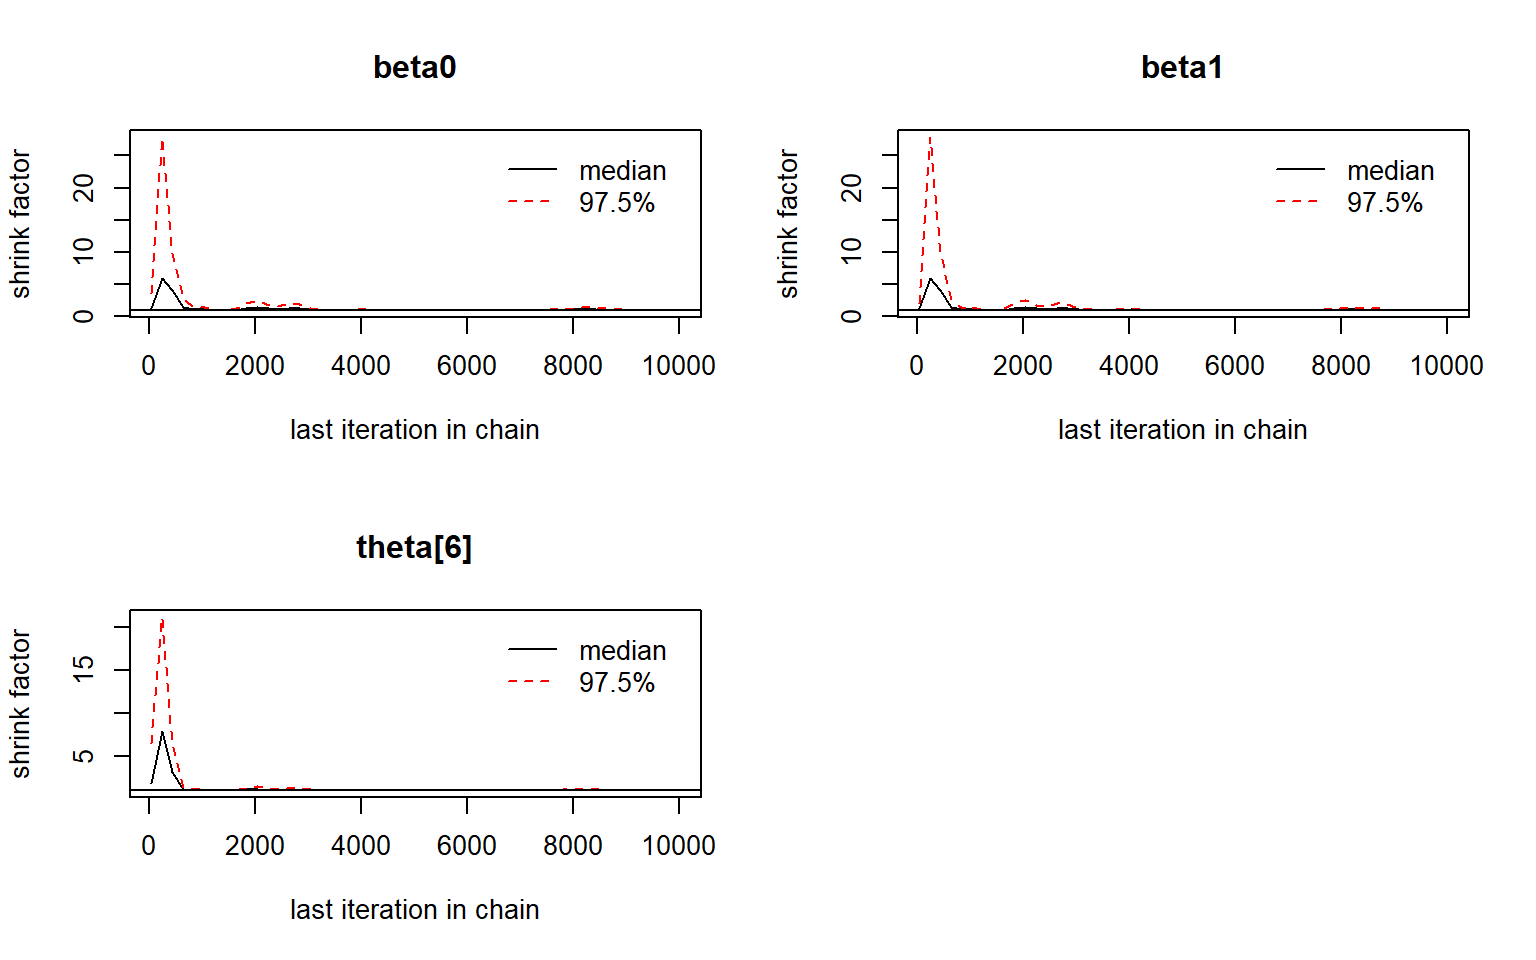 beta0
shrink factor
20
10
0
median
97.5%
0 2000 4000 6000 8000 10000
last iteration in chain
beta1
shrink factor
20
10
0
median
97.5%
0 2000 4000 6000 8000 10000
last iteration in chain
theta[6]
shrink factor
15
5
median
97.5%
0 2000 4000 6000 8000 10000
last iteration in chain